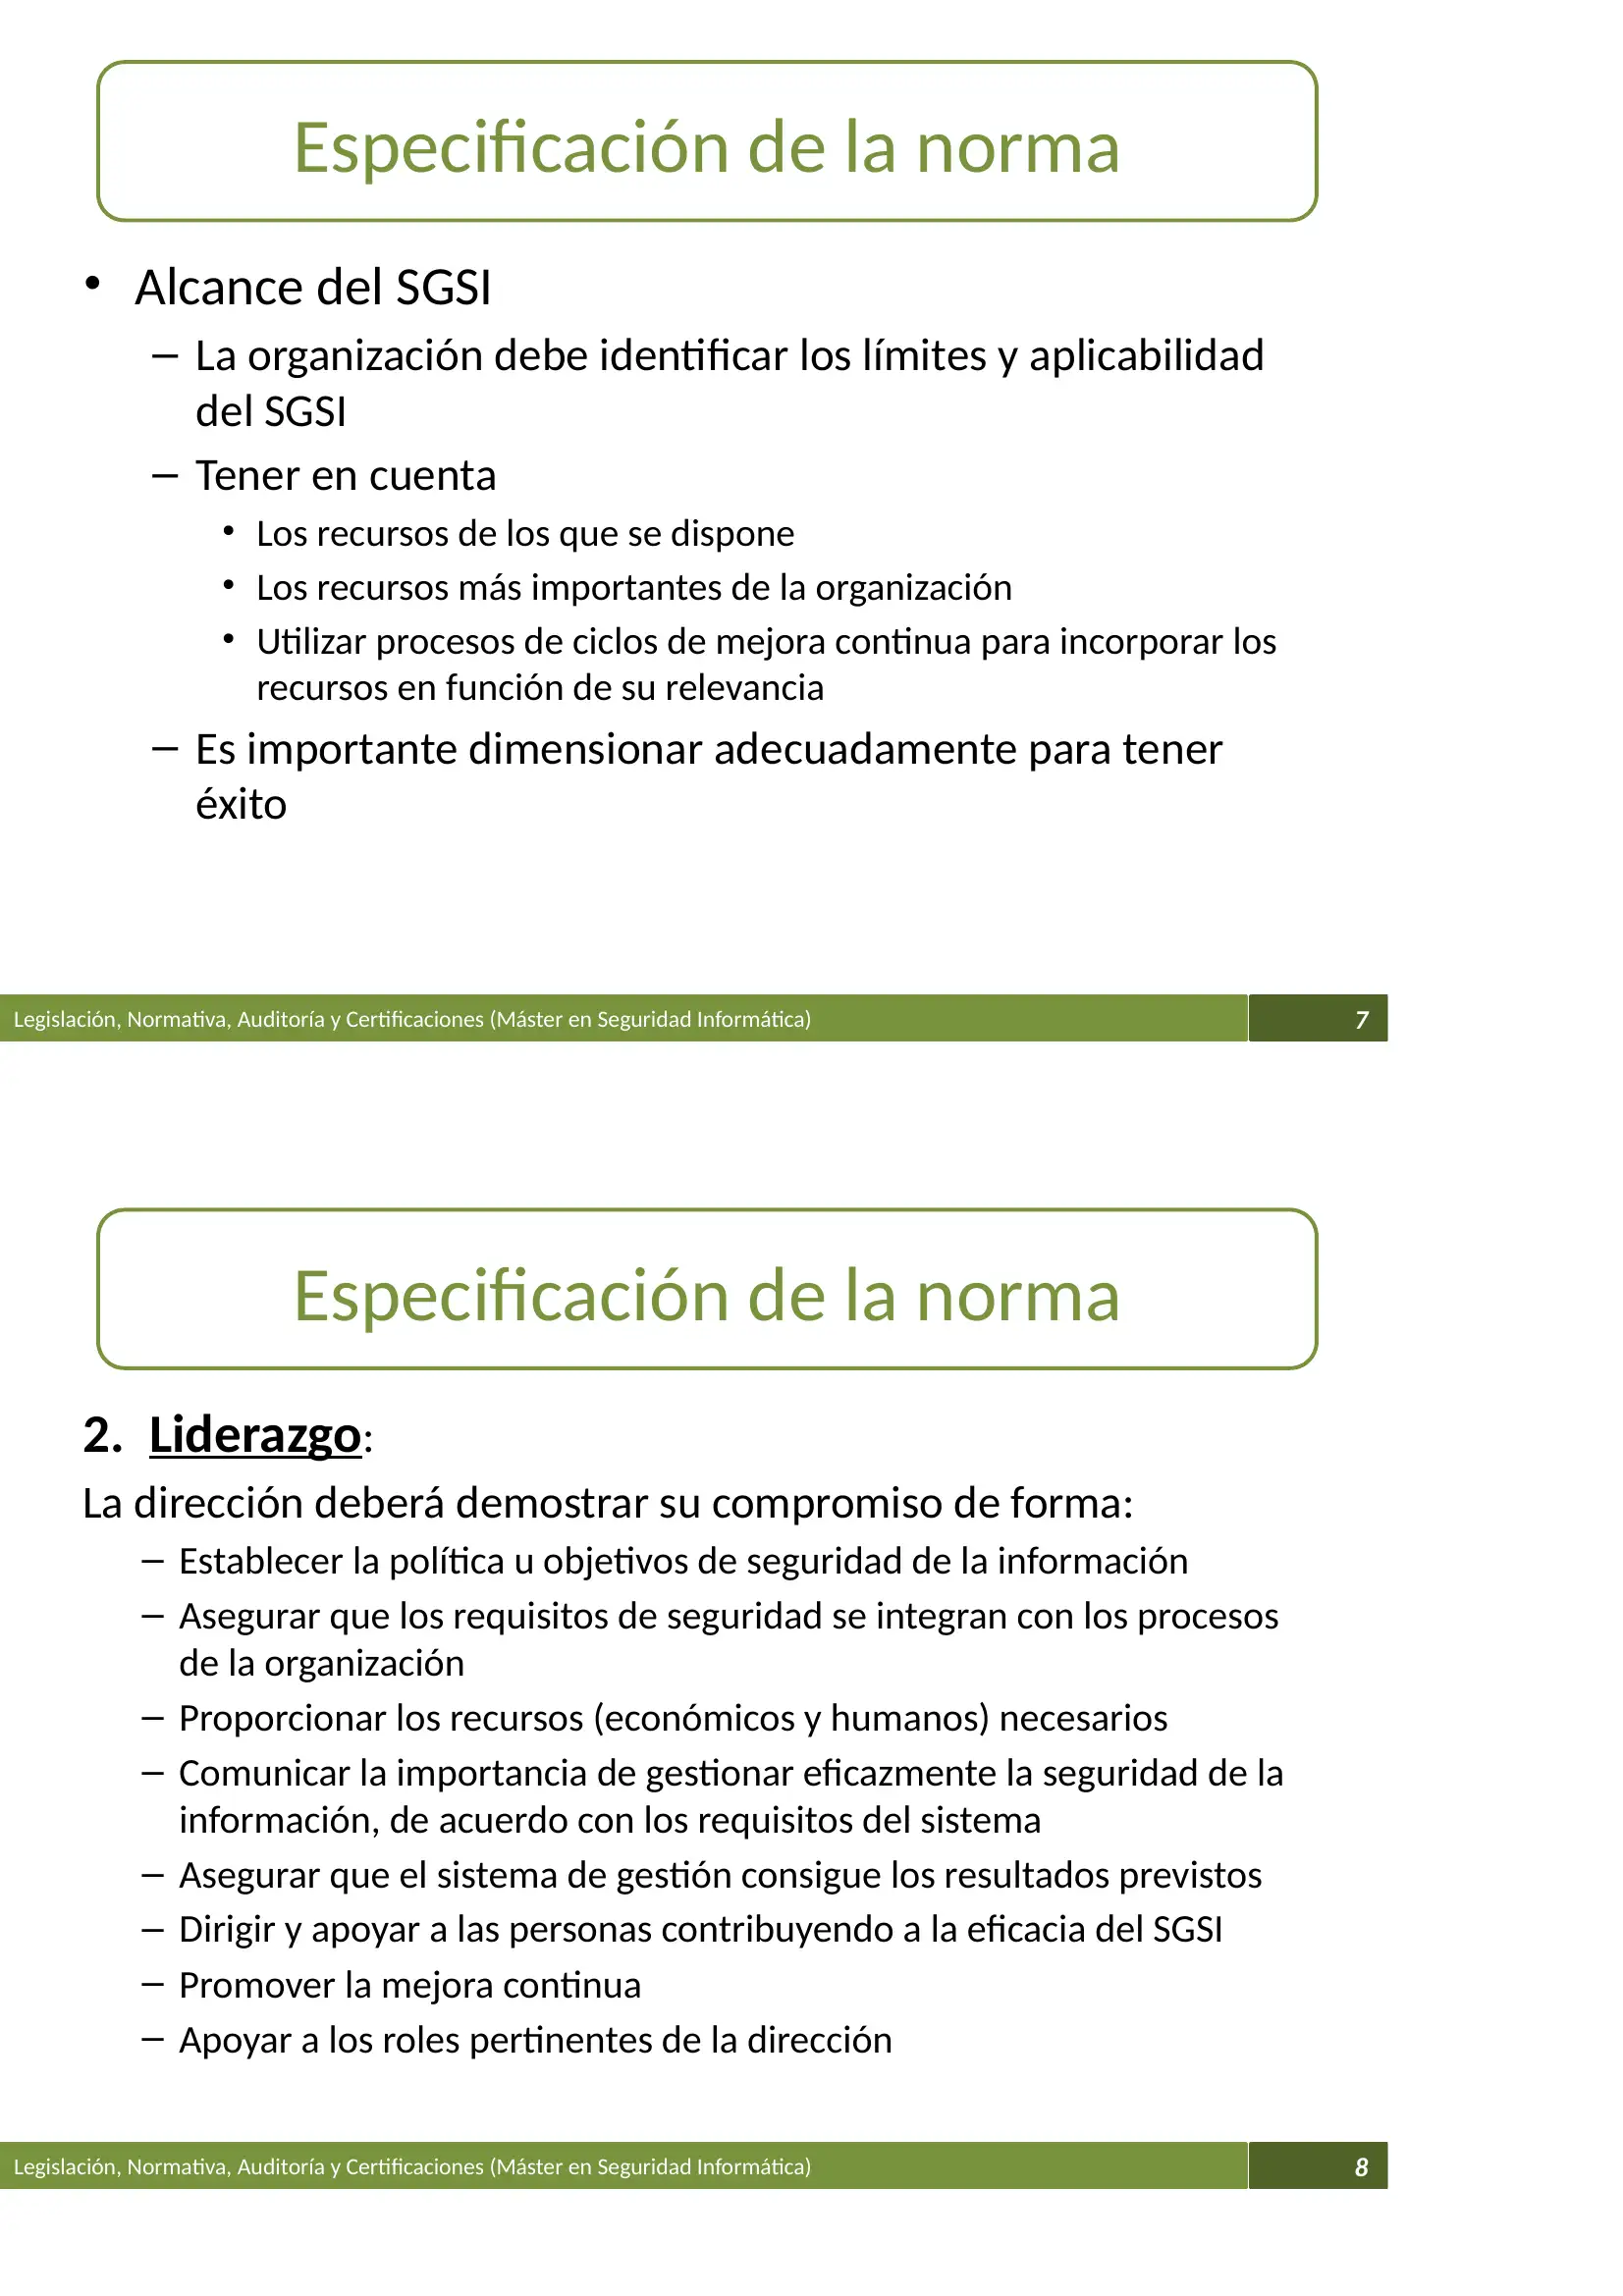 Especificación de la norma
• Alcance del SGSI
– La organización debe identificar los límites y aplicabilidad
del SGSI
– Tener en cuenta
• Los recursos de los que se dispone
• Los recursos más importantes de la organización
• Utilizar procesos de ciclos de mejora continua para incorporar los
recursos en función de su relevancia
– Es importante dimensionar adecuadamente para tener
éxito
Legislación, Normativa, Auditoría y Certificaciones (Máster en Seguridad Informática) 7
Especificación de la norma
2. Liderazgo:
La dirección deberá demostrar su compromiso de forma:
– Establecer la política u objetivos de seguridad de la información
– Asegurar que los requisitos de seguridad se integran con los procesos
de la organización
– Proporcionar los recursos (económicos y humanos) necesarios
– Comunicar la importancia de gestionar eficazmente la seguridad de la
información, de acuerdo con los requisitos del sistema
– Asegurar que el sistema de gestión consigue los resultados previstos
– Dirigir y apoyar a las personas contribuyendo a la eficacia del SGSI
– Promover la mejora continua
– Apoyar a los roles pertinentes de la dirección
Legislación, Normativa, Auditoría y Certificaciones (Máster en Seguridad Informática) 8